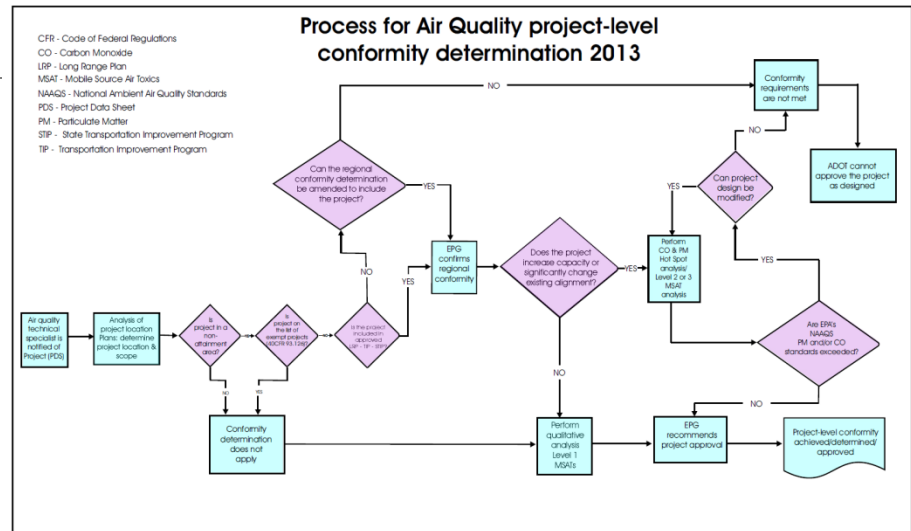 Process for Air Quality project-level
conformity determination 2013
CFR - Code of Federal Regulations
CO - Carbon Monoxide
LRP - Long Range Plan
MSAT - Mobile Source Air Toxics
NAAQS - National Ambient Air Quality Standards
PDS - Project Data Sheet
PM - Particulate Matter
STIP - State Transportation Improvement Program
TIP - Transportation Improvement Program
NO
Conformity
requirements
are not met
NO
Can the regional
conformity determination
be amended to include
the project?
YES
Can project
design be
modified?
YES
ADOT cannot
approve the project
as designed
NO
YES
EPG
confirms
regional
conformity
Does the project
increase capacity or
significantly change
existing alignment?
YES
Perform
CO & PM
Hot Spot
analysis/
Level 2 or 3
MSAT
analysis
YES
Air quality
technical
specialist is
notified of
Project (PDS)
Analysis of
project location
Plans: determine
project location &
scope
Is
project in a
non-
attainment
area?
YES
Is
project on
the list of
exempt projects
(40CFR 93.126)?
NO
Is the project
included in
approved
LRP - TIP - STIP?
Are EPA's
NAAQS
PM and/or CO
standards exceeded?
NO
YES
NO
NO
Conformity
determination
does not
apply
Perform
qualitative
analysis
Level 1
MSATs
EPG
recommends
project approval
Project-level conformity
achieved/determined/
approved